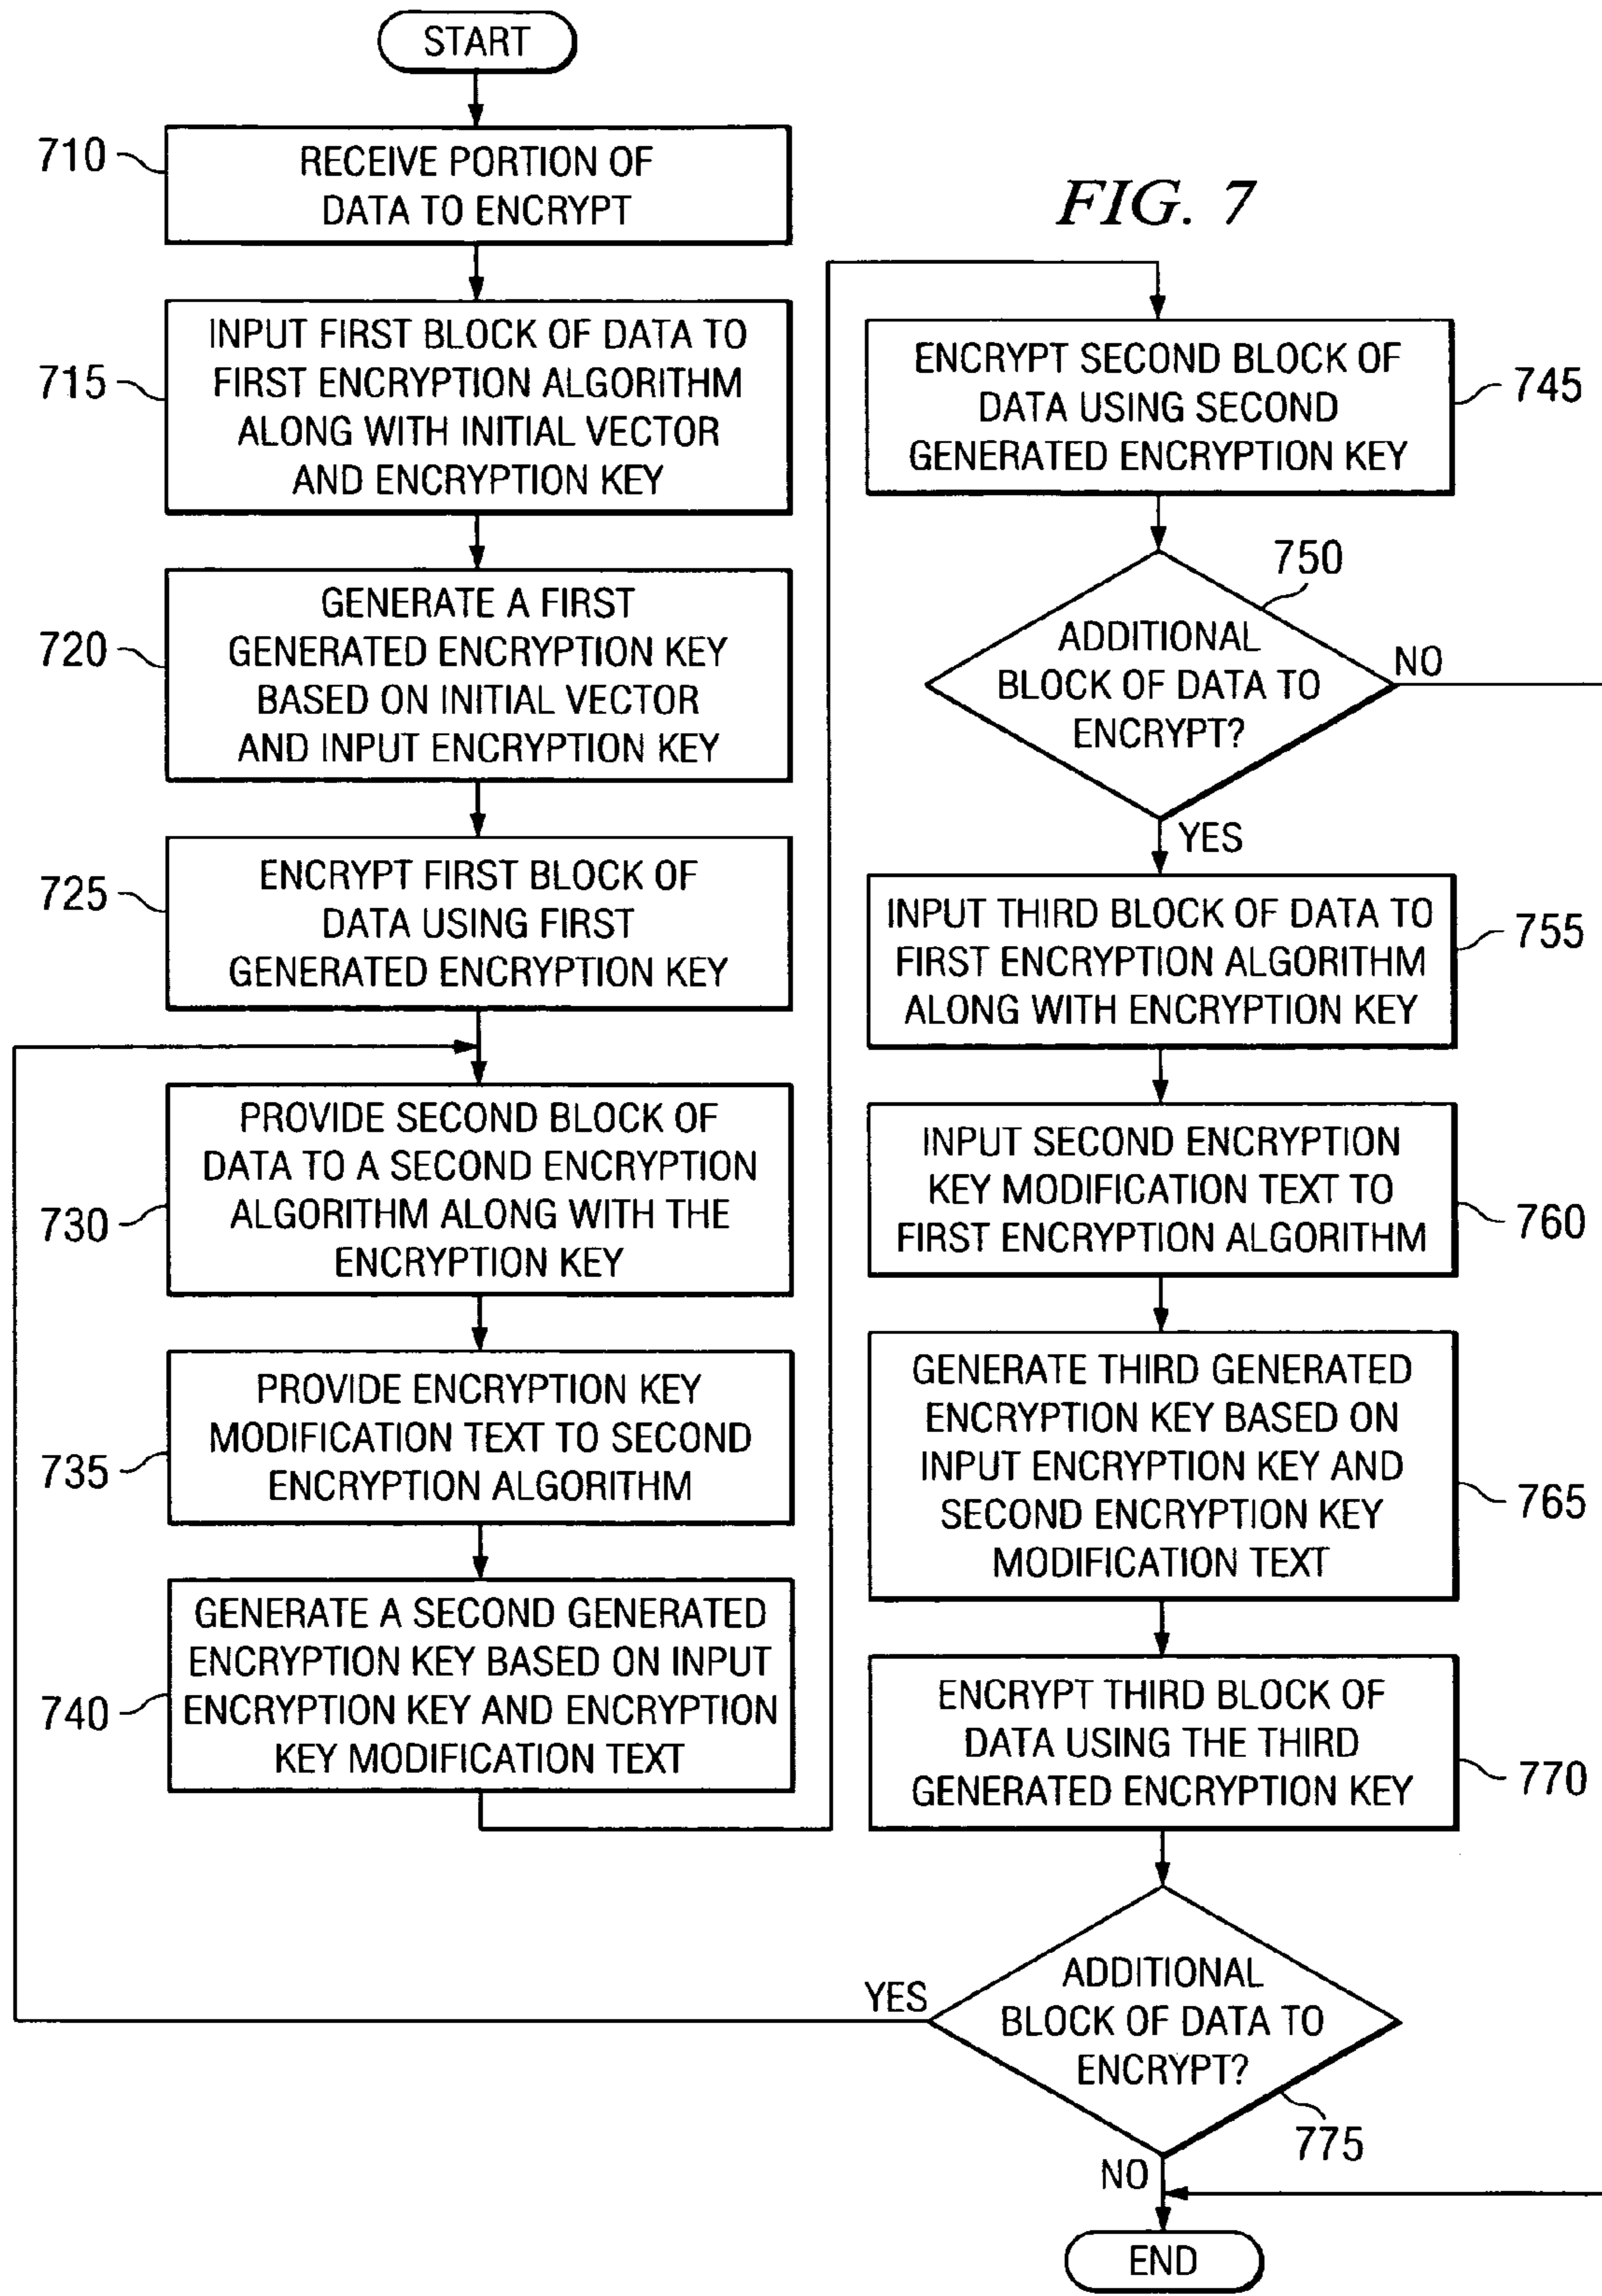 START
710
RECEIVE PORTION OF
DATA TO ENCRYPT
715
INPUT FIRST BLOCK OF DATA TO
FIRST ENCRYPTION ALGORITHM
ALONG WITH INITIAL VECTOR
AND ENCRYPTION KEY
720
GENERATE A FIRST
GENERATED ENCRYPTION KEY
BASED ON INITIAL VECTOR
AND INPUT ENCRYPTION KEY
725
ENCRYPT FIRST BLOCK OF
DATA USING FIRST
GENERATED ENCRYPTION KEY
730
PROVIDE SECOND BLOCK OF
DATA TO A SECOND ENCRYPTION
ALGORITHM ALONG WITH THE
ENCRYPTION KEY
735
PROVIDE ENCRYPTION KEY
MODIFICATION TEXT TO SECOND
ENCRYPTION ALGORITHM
740
GENERATE A SECOND GENERATED
ENCRYPTION KEY BASED ON INPUT
ENCRYPTION KEY AND ENCRYPTION
KEY MODIFICATION TEXT
FIG. 7
ENCRYPT SECOND BLOCK OF
DATA USING SECOND
GENERATED ENCRYPTION KEY
745
750
ADDITIONAL
BLOCK OF DATA TO
ENCRYPT?
NO
YES
INPUT THIRD BLOCK OF DATA TO
FIRST ENCRYPTION ALGORITHM
ALONG WITH ENCRYPTION KEY
755
INPUT SECOND ENCRYPTION
KEY MODIFICATION TEXT TO
FIRST ENCRYPTION ALGORITHM
760
GENERATE THIRD GENERATED
ENCRYPTION KEY BASED ON
INPUT ENCRYPTION KEY AND
SECOND ENCRYPTION KEY
MODIFICATION TEXT
765
ENCRYPT THIRD BLOCK OF
DATA USING THE THIRD
GENERATED ENCRYPTION KEY
770
YES
ADDITIONAL
BLOCK OF DATA TO
ENCRYPT?
775
NO
END